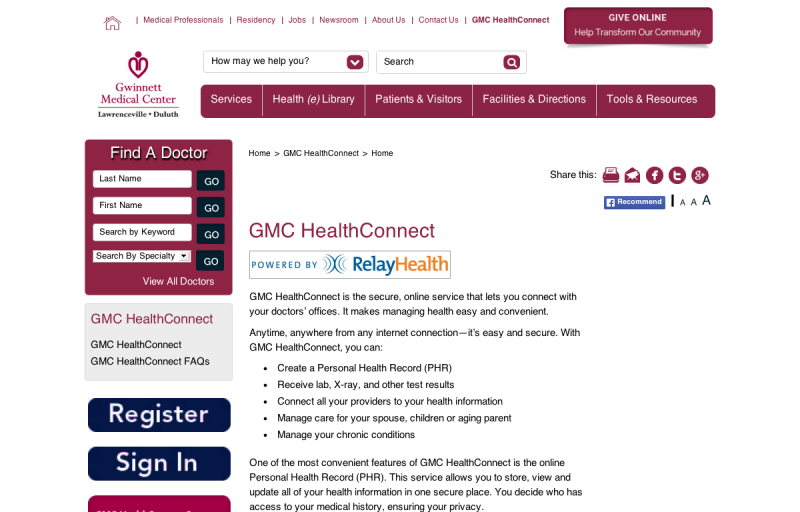 | Medical Professionals | Residency | Jobs | Newsroom | About Us | Contact Us | GMC HealthConnect
GIVE ONLINE
Help Transform Our Community
Gwinnett
Medical Center
Lawrenceville • Duluth
How may we help you?
Search
Services
Health (e) Library
Patients & Visitors
Facilities & Directions
Tools & Resources
Find A Doctor
Last Name
GO
First Name
GO
Search by Keyword
GO
Search By Specialty
GO
View All Doctors
Home > GMC HealthConnect > Home
Share this:
Recommend
A A A
GMC HealthConnect
GMC HealthConnect
GMC HealthConnect FAQs
Register
Sign In
GMC HealthConnect
POWERED BY RelayHealth
GMC HealthConnect is the secure, online service that lets you connect with
your doctors' offices. It makes managing health easy and convenient.
Anytime, anywhere from any internet connection—it's easy and secure. With
GMC HealthConnect, you can:
• Create a Personal Health Record (PHR)
• Receive lab, X-ray, and other test results
• Connect all your providers to your health information
• Manage care for your spouse, children or aging parent
• Manage your chronic conditions
One of the most convenient features of GMC HealthConnect is the online
Personal Health Record (PHR). This service allows you to store, view and
update all of your health information in one secure place. You decide who has
access to your medical history, ensuring your privacy.